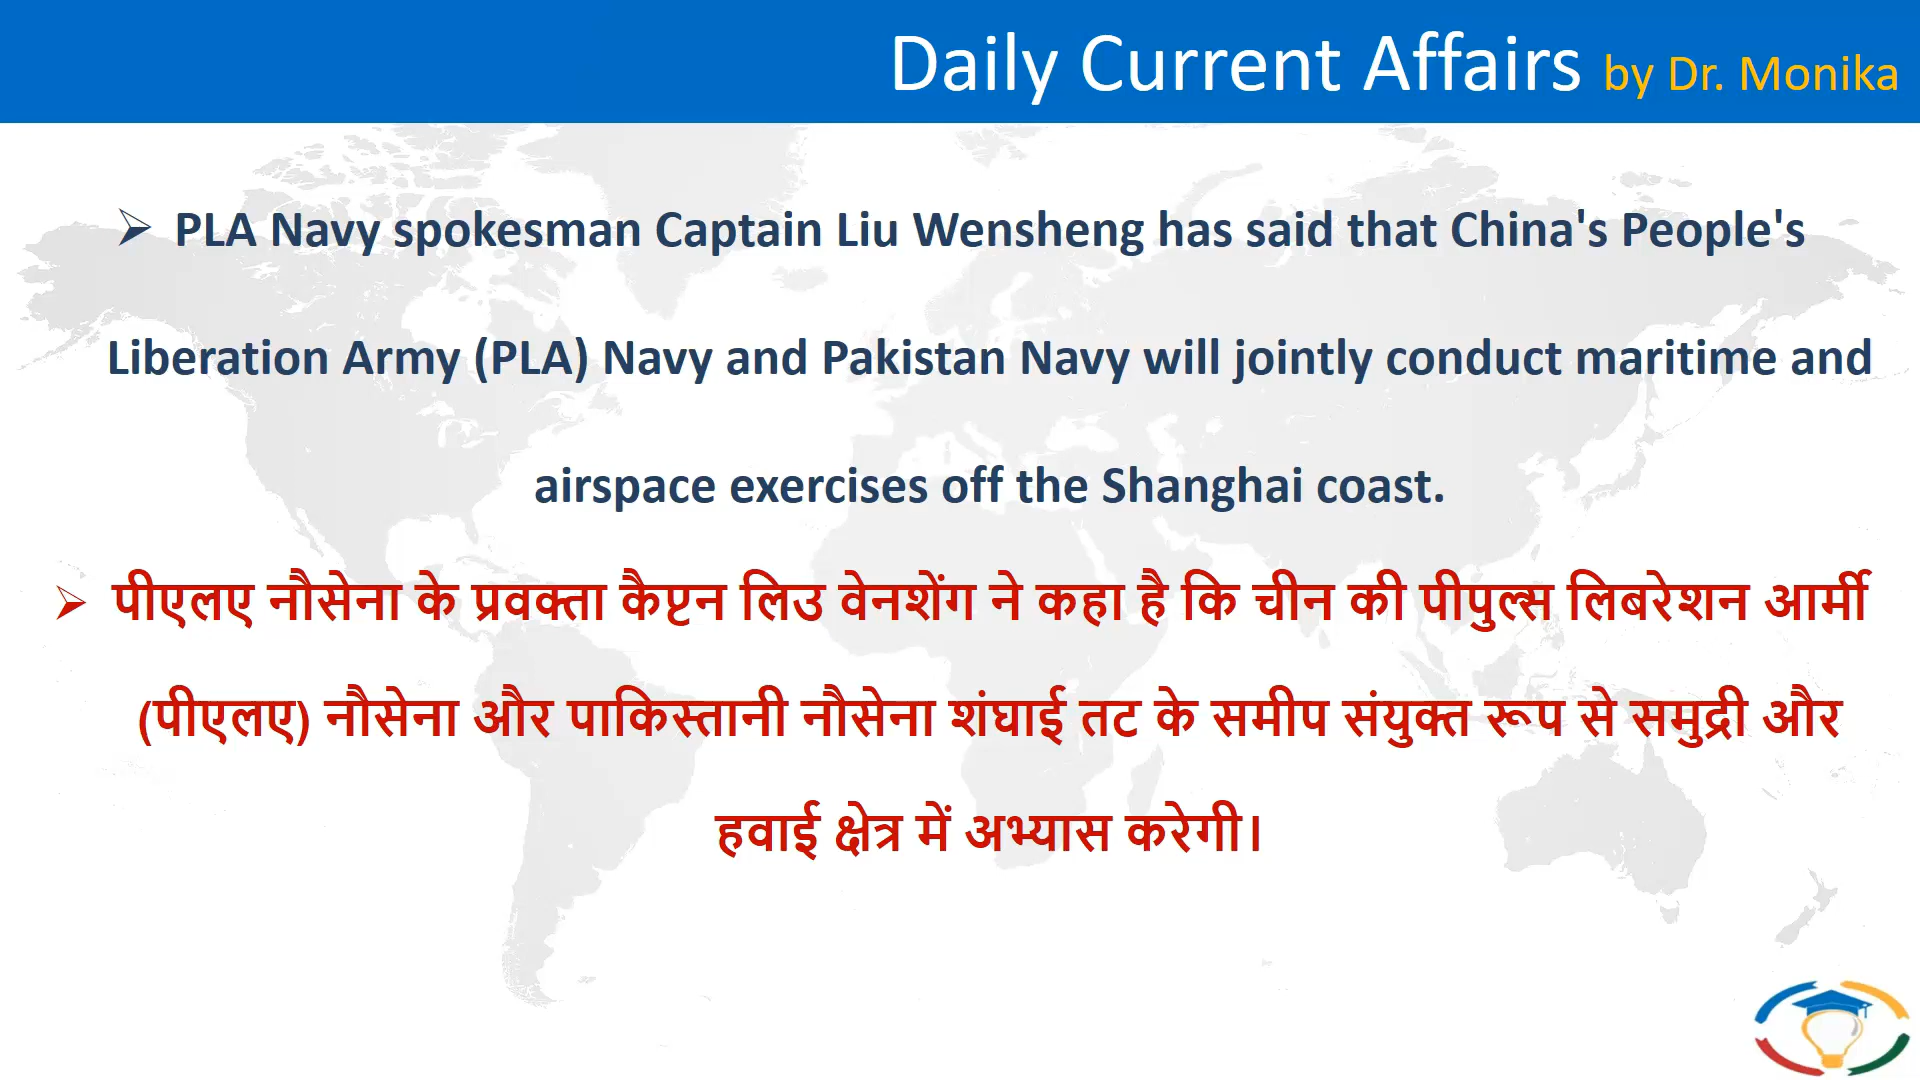 Daily Current Affairs by Dr. Monika
PLA Navy spokesman Captain Liu Wensheng has said that China's People's
Liberation Army (PLA) Navy and Pakistan Navy will jointly conduct maritime and
airspace exercises off the Shanghai coast.
पीएलए नौसेना के प्रवक्ता कैप्टन लिउ वेनशेंग ने कहा है कि चीन की पीपुल्स लिबरेशन आर्मी
(पीएलए) नौसेना और पाकिस्तानी नौसेना शंघाई तट के समीप संयुक्त रूप से समुद्री और
हवाई क्षेत्र में अभ्यास करेगी।